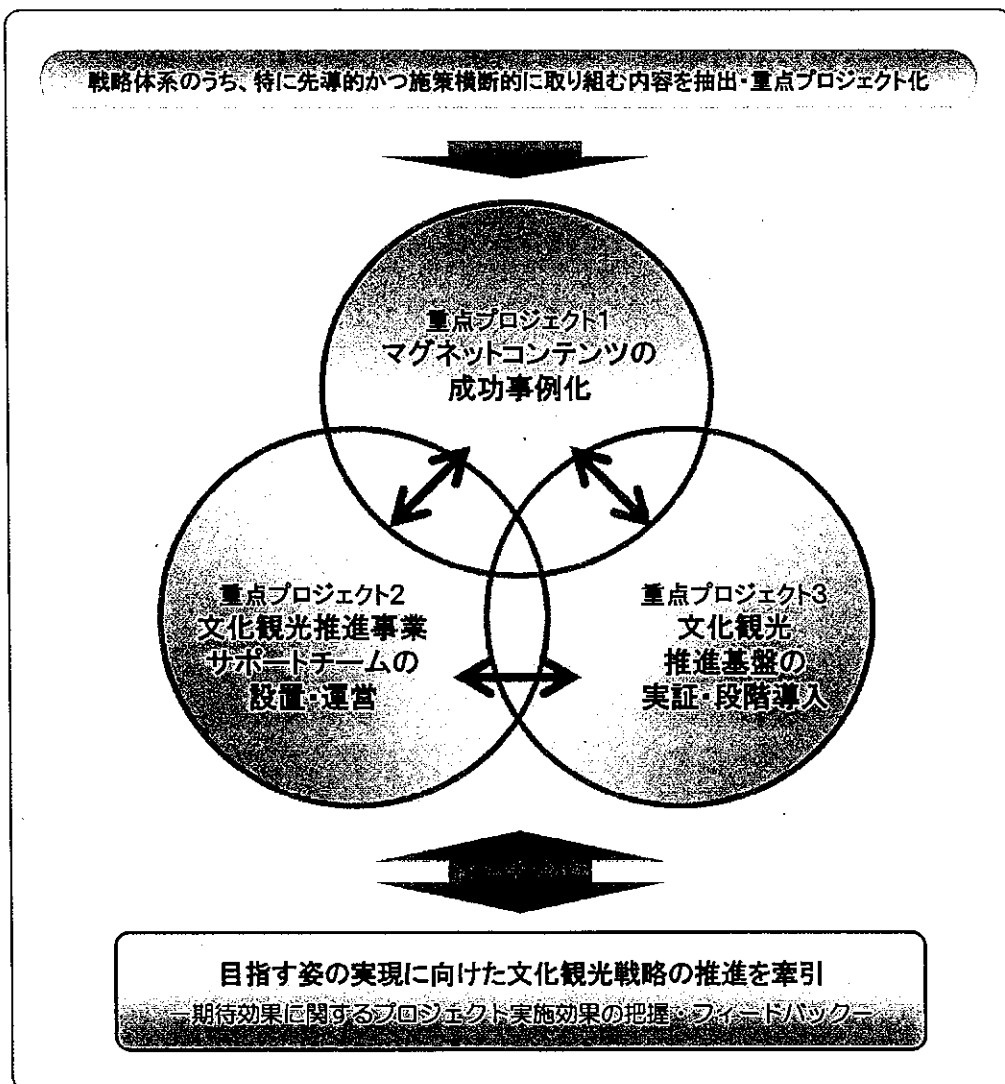 戦略体系のうち、特に先導的かつ施策横断的に取り組む内容を抽出・重点プロジェクト化
重点プロジェクト1
マグネットコンテンツの
成功事例化
重点プロジェクト2
文化観光推進事業
サポートチームの
設置・運営
重点プロジェクト3
文化観光
推進基盤の
実証・段階導入
目指す姿の実現に向けた文化観光戦略の推進を牽引
―期待効果に関するプロジェクト実施効果の把握・フィードバック―